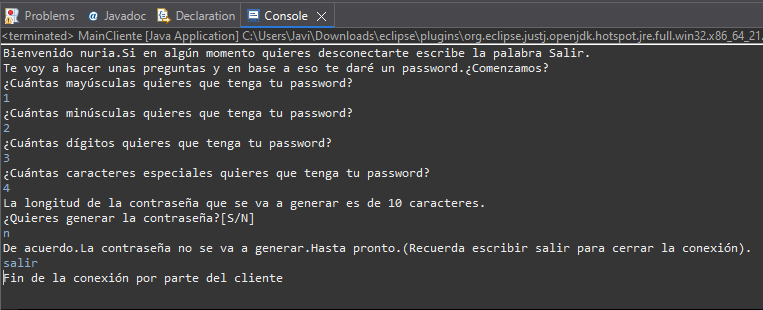 Problems @ Javadoc Declaration Console
<terminated> MainCliente [Java Application] C:\Users\Javi\Downloads\eclipse\plugins\org.eclipse.justj.openjdk.hotspot.jre.full.win32.x86_64_21.
Bienvenido nuria.Si en algún momento quieres desconectarte escribe la palabra Salir.
Te voy a hacer unas preguntas y en base a eso te daré un password.¿Comenzamos?
¿Cuántas mayúsculas quieres que tenga tu password?
1
¿Cuántas minúsculas quieres que tenga tu password?
2
¿Cuántas dígitos quieres que tenga tu password?
3
¿Cuántas caracteres especiales quieres que tenga tu password?
4
La longitud de la contraseña que se va a generar es de 10 caracteres.
¿Quieres generar la contraseña?[S/N]
n
De acuerdo.La contraseña no se va a generar.Hasta pronto.(Recuerda escribir salir para cerrar la conexión).
salir
Fin de la conexión por parte del cliente